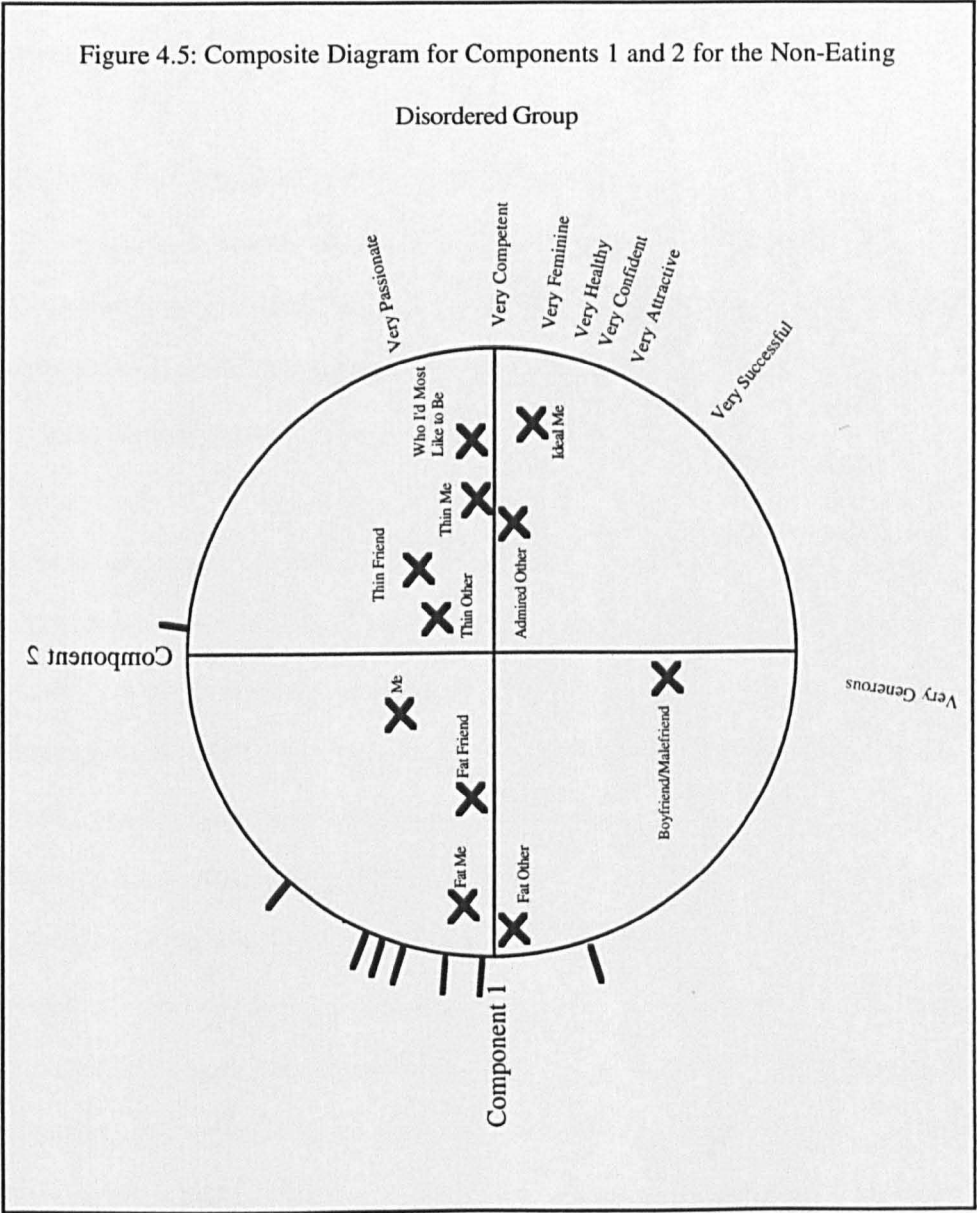 Figure 4.5: Composite Diagram for Components 1 and 2 for the Non-Eating
Disordered Group
Very Passionate
Very Competent
Very Feminine
Very Healthy
Very Confident
Very Attractive
Very Successful
Who I'd Most
Like to Be
Ideal Me
Thin Me
Thin Friend
Thin Other
Admired Other
Component 2
Very Generous
Me
Boyfriend/Malefriend
Fat Friend
Fat Me
Fat Other
Component 1